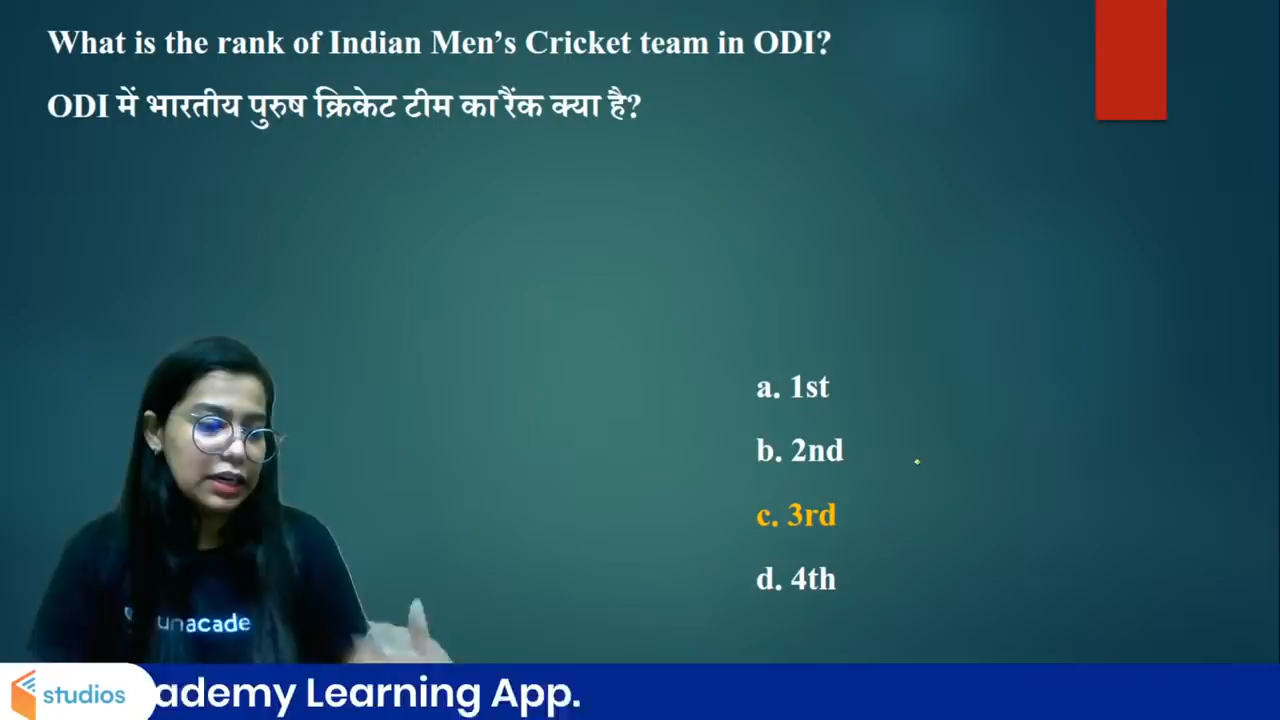 What is the rank of Indian Men’s Cricket team in ODI?
ODI में भारतीय पुरुष क्रिकेट टीम का रैंक क्या है?
a. 1st
b. 2nd
c. 3rd
d. 4th
unacade
studios
ademy Learning App.